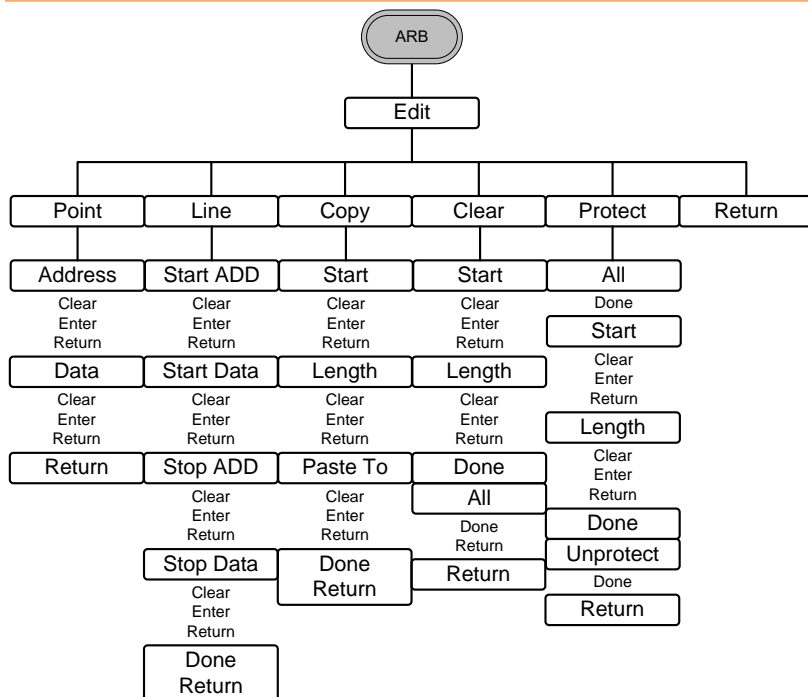 ARB
Edit
Point
Line
Copy
Clear
Protect
Return
Address
Clear
Enter
Return
Data
Clear
Enter
Return
Return
Start ADD
Clear
Enter
Return
Start Data
Clear
Enter
Return
Stop ADD
Clear
Enter
Return
Stop Data
Clear
Enter
Return
Done
Return
Start
Clear
Enter
Return
Length
Clear
Enter
Return
Paste To
Clear
Enter
Return
Done
Return
Start
Clear
Enter
Return
Length
Clear
Enter
Return
Done
All
Done
Return
Return
All
Done
Start
Clear
Enter
Return
Length
Clear
Enter
Return
Done
Unprotect
Done
Return